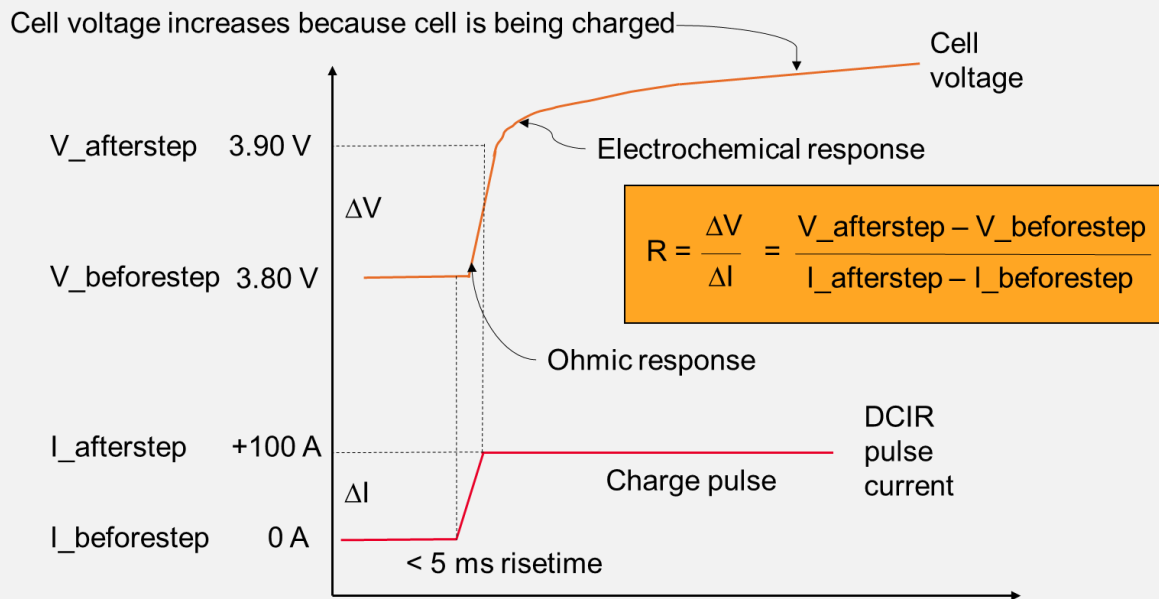 Cell voltage increases because cell is being charged
Cell
voltage
V_afterstep 3.90 V
Electrochemical response
ΔV
R = ΔV / ΔI = V_afterstep – V_beforestep / I_afterstep – I_beforestep
V_beforestep 3.80 V
Ohmic response
I_afterstep +100 A
DCIR
pulse
current
Charge pulse
ΔI
I_beforestep 0 A
< 5 ms risetime